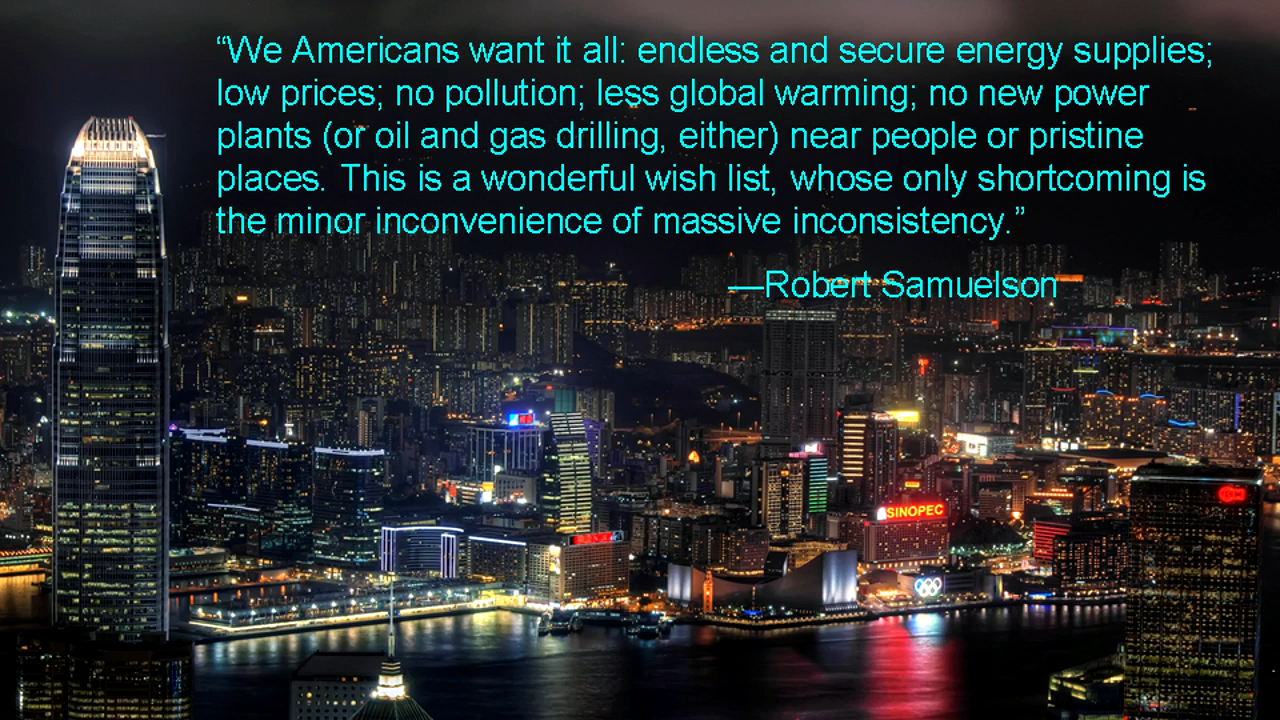 “We Americans want it all: endless and secure energy supplies;
low prices; no pollution; less global warming; no new power
plants (or oil and gas drilling, either) near people or pristine
places.  This is a wonderful wish list, whose only shortcoming is
the minor inconvenience of massive inconsistency.”
—Robert Samuelson
SINOPEC